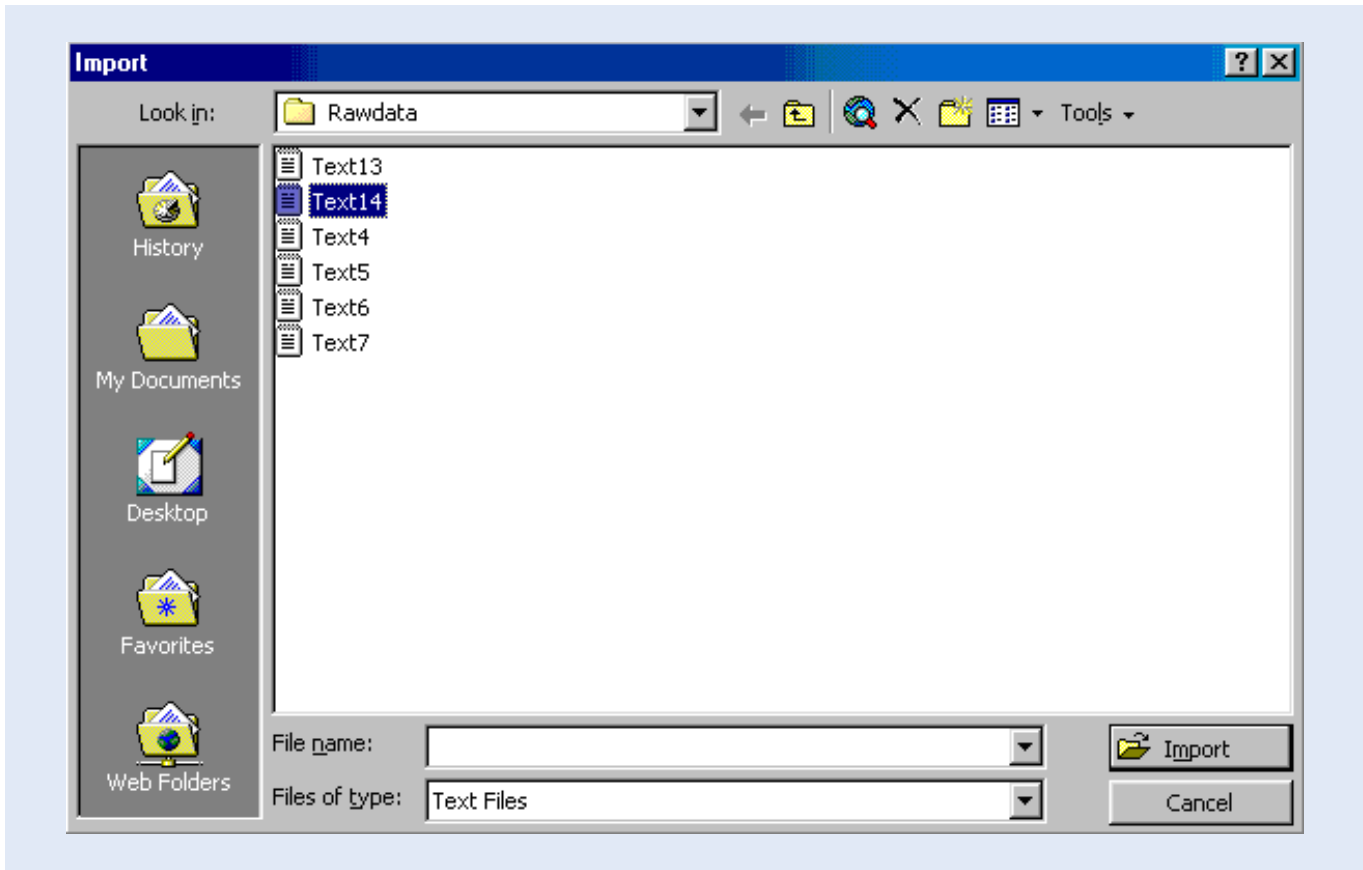 Import
Look in: Rawdata Tools
Text13
Text14
Text4
Text5
Text6
Text7
History
My Documents
Desktop
Favorites
Web Folders
File name: Import
Files of type: Text Files Cancel